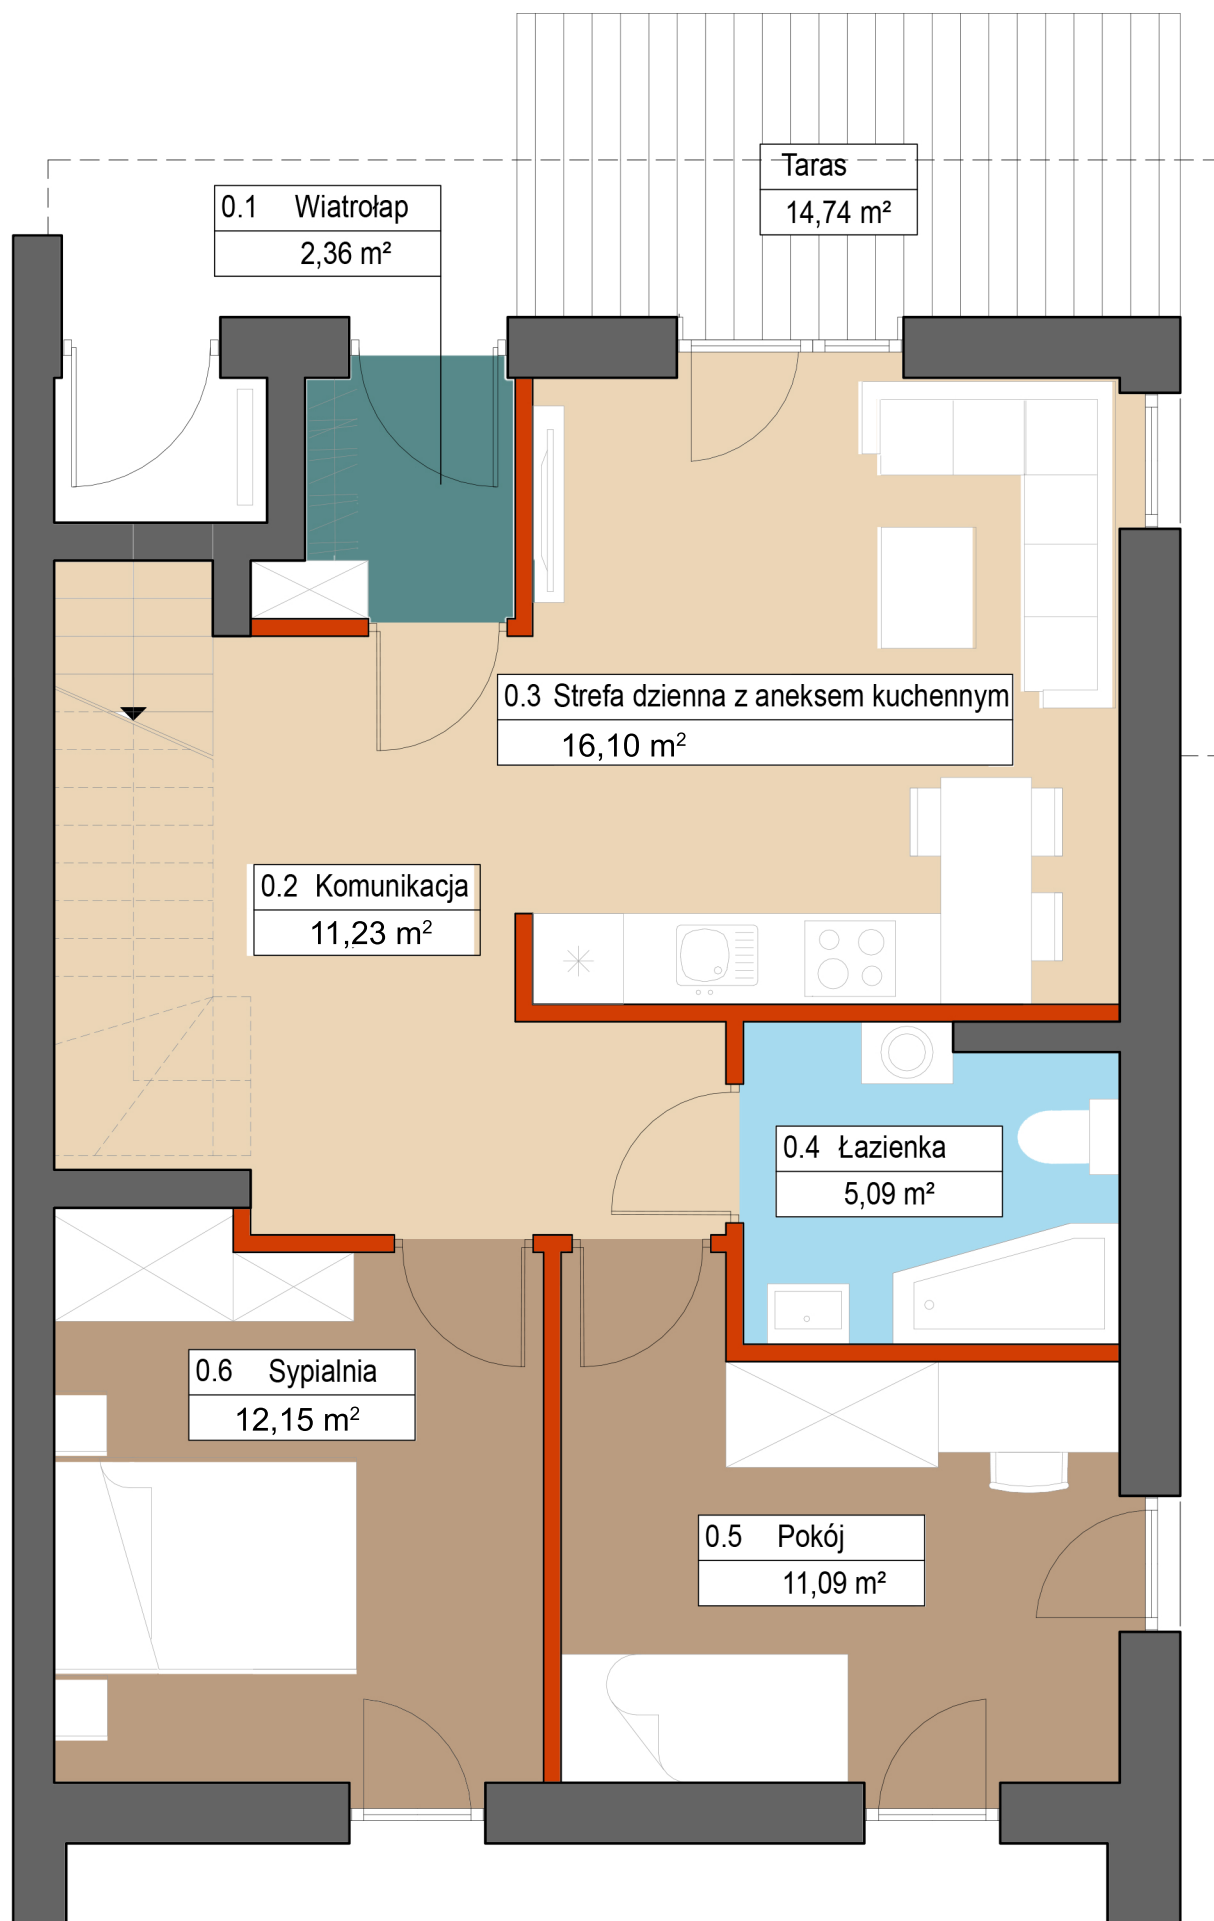 Taras
14,74 m²
0.1 Wiatrołap
2,36 m²
0.3 Strefa dzienna z aneksem kuchennym
16,10 m²
0.2 Komunikacja
11,23 m²
0.4 Łazienka
5,09 m²
0.6 Sypialnia
12,15 m²
0.5 Pokój
11,09 m²